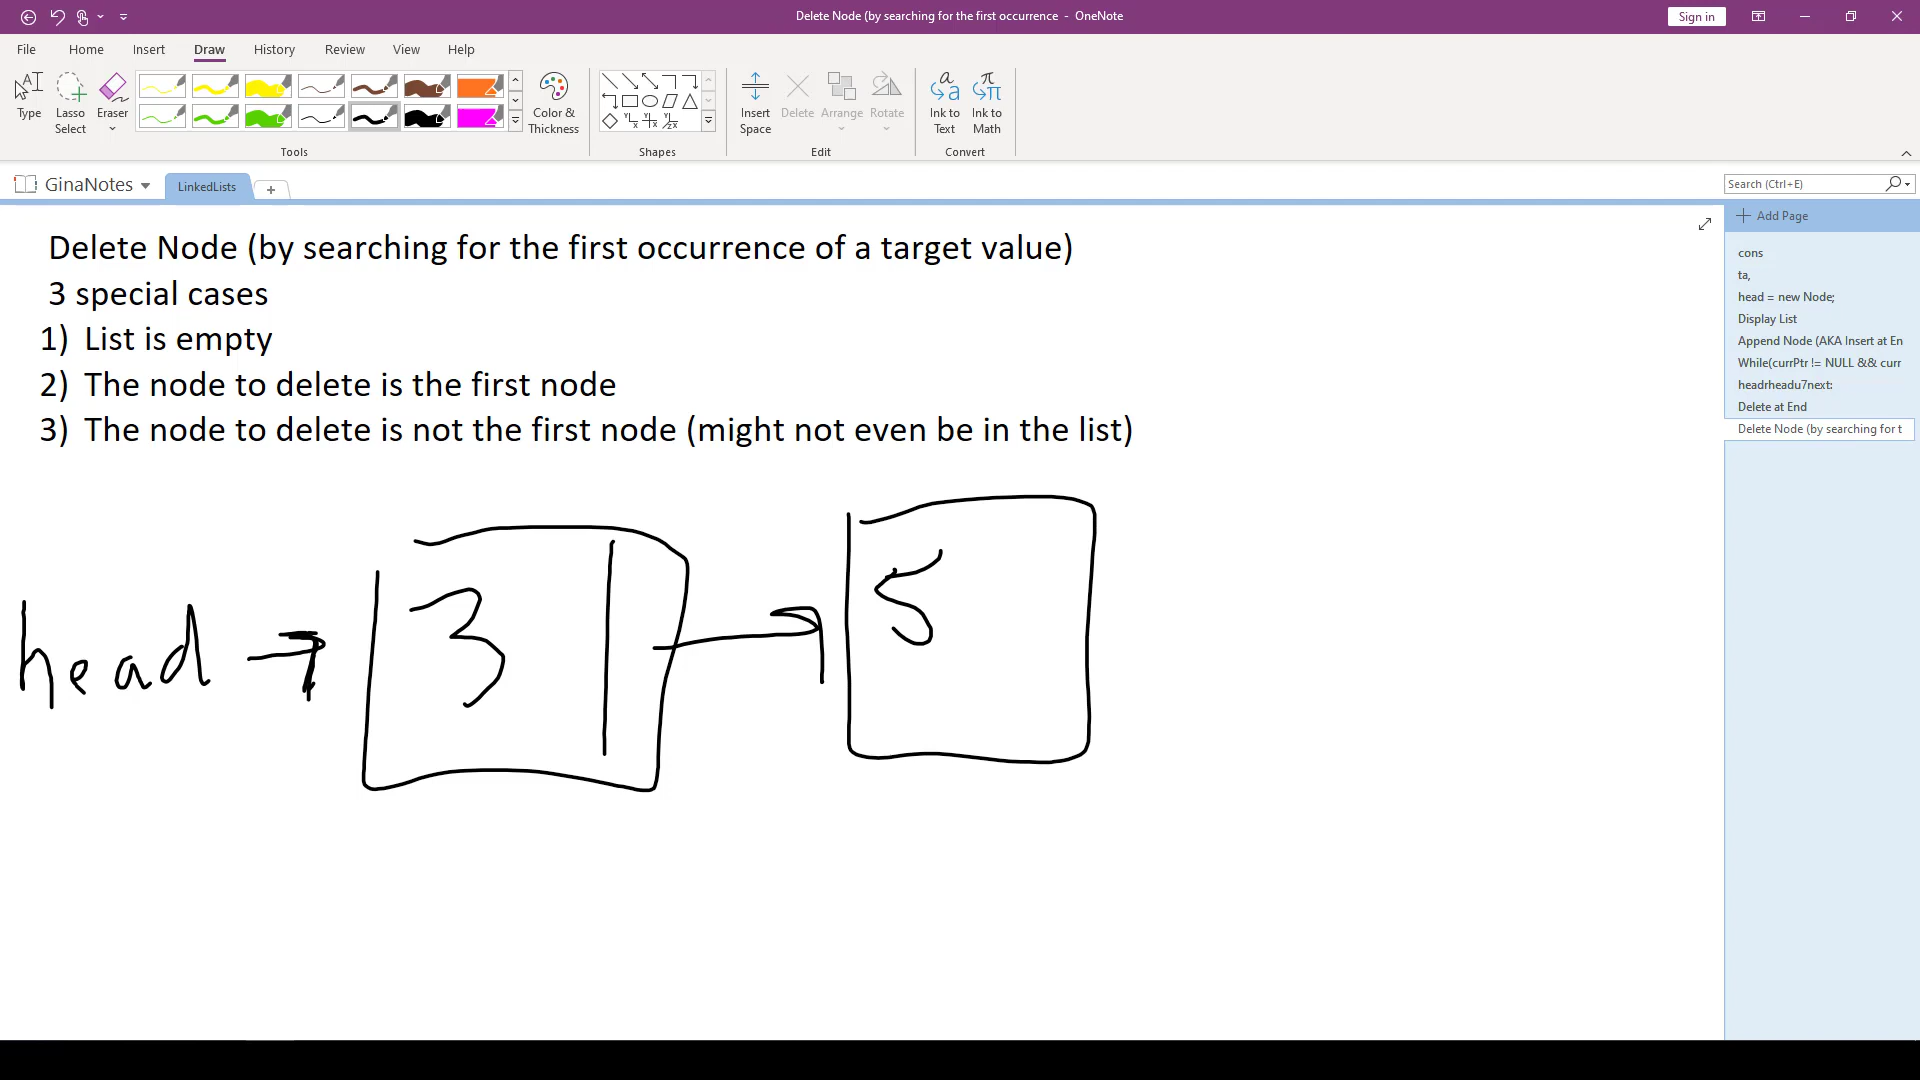 Delete Node (by searching for the first occurrence - OneNote
Sign in
File Home Insert Draw History Review View Help
Type
Lasso Select
Eraser
Color & Thickness
Insert Space
Delete
Arrange
Rotate
Ink to Text
Ink to Math
Tools
Shapes
Edit
Convert
GinaNotes
LinkedLists
Search (Ctrl+E)
Add Page
cons
ta,
head = new Node;
Display List
Append Node (AKA Insert at En
While(currPtr != NULL && curr
headrheadu7next:
Delete at End
Delete Node (by searching for t
Delete Node (by searching for the first occurrence of a target value)
3 special cases
1) List is empty
2) The node to delete is the first node
3) The node to delete is not the first node (might not even be in the list)
head → 3 → 5